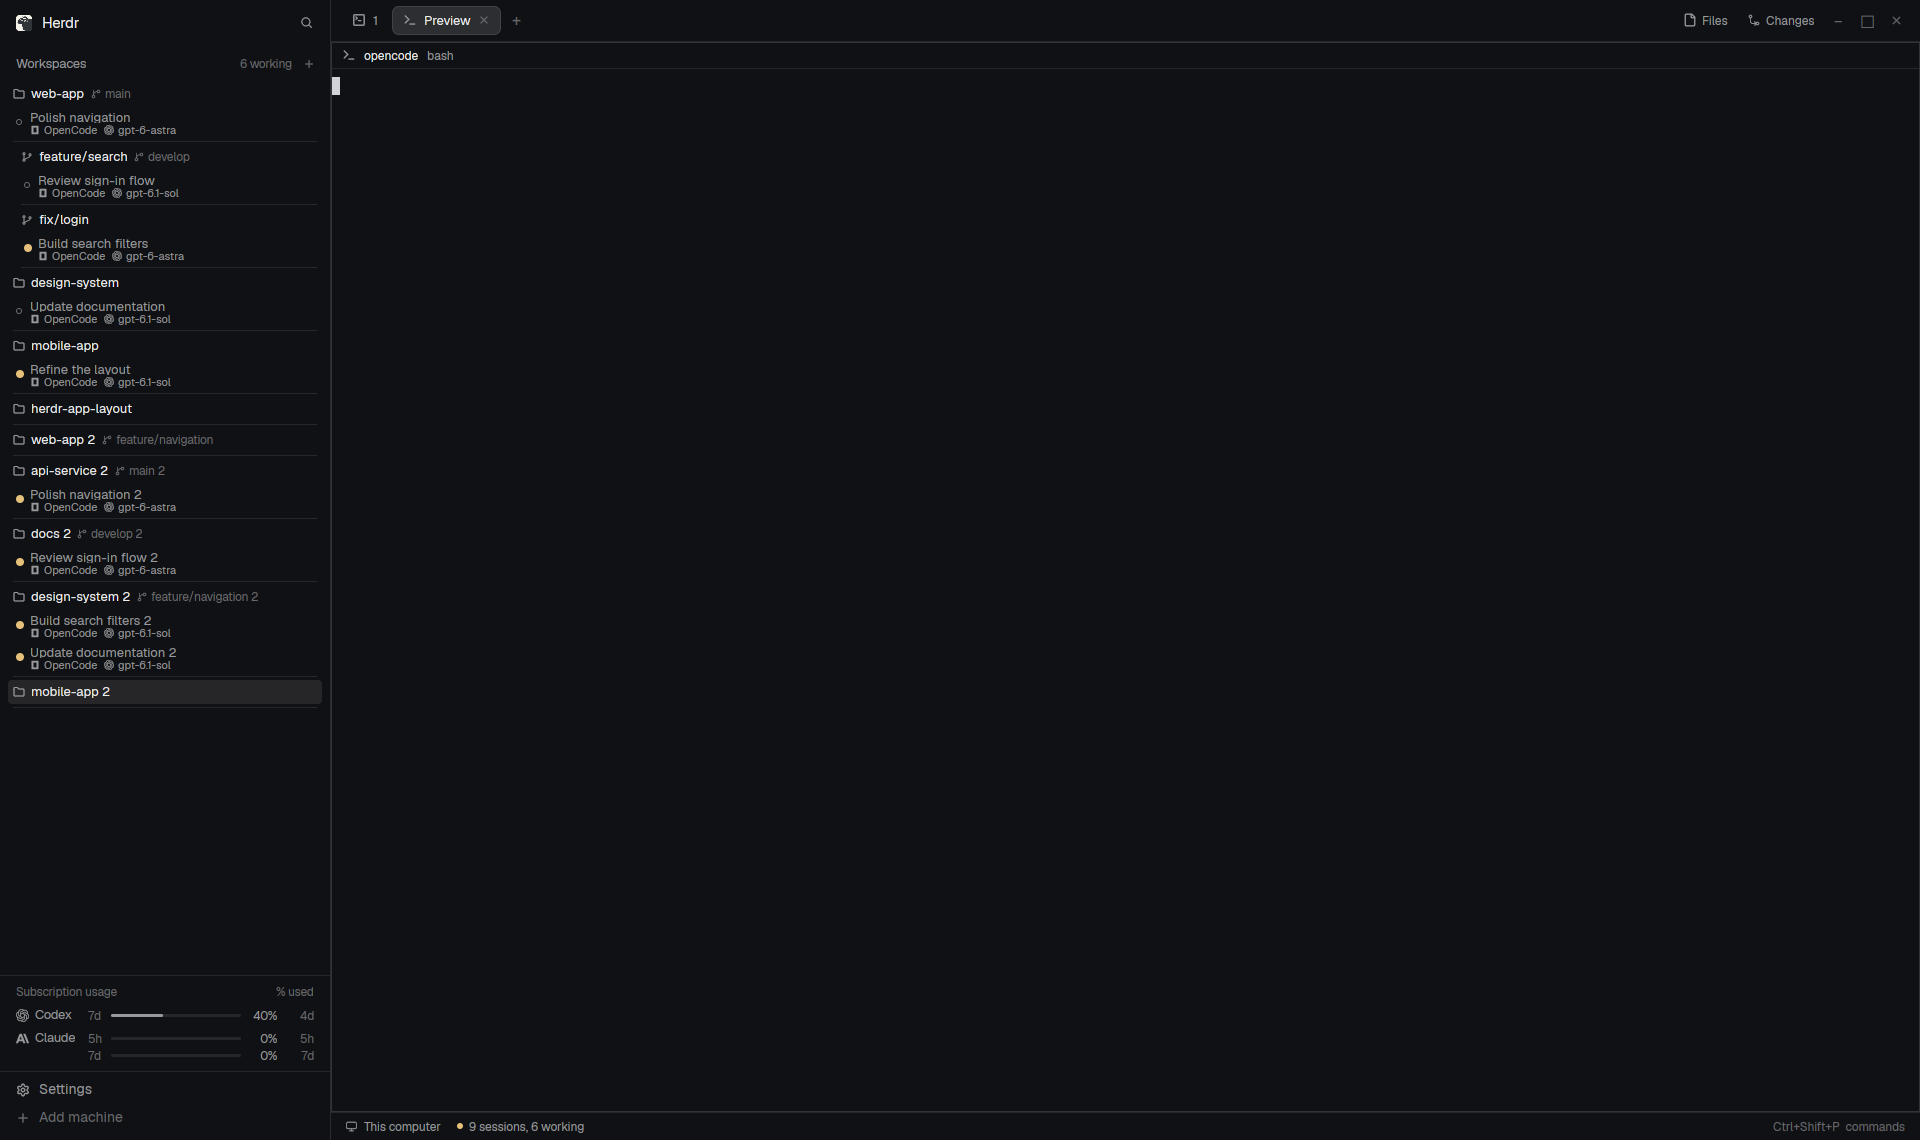 Herdr
Workspaces 6 working +
web-app main
Polish navigation
OpenCode gpt-6-astra
feature/search develop
Review sign-in flow
OpenCode gpt-6.1-sol
fix/login
Build search filters
OpenCode gpt-6-astra
design-system
Update documentation
OpenCode gpt-6.1-sol
mobile-app
Refine the layout
OpenCode gpt-6.1-sol
herdr-app-layout
web-app 2 feature/navigation
api-service 2 main 2
Polish navigation 2
OpenCode gpt-6-astra
docs 2 develop 2
Review sign-in flow 2
OpenCode gpt-6-astra
design-system 2 feature/navigation 2
Build search filters 2
OpenCode gpt-6.1-sol
Update documentation 2
OpenCode gpt-6.1-sol
mobile-app 2
Subscription usage % used
Codex 7d 40% 4d
Claude 5h 0% 5h
7d 0% 7d
Settings
+ Add machine
1 Preview × +
Files Changes
opencode bash
This computer 9 sessions, 6 working
Ctrl+Shift+P commands